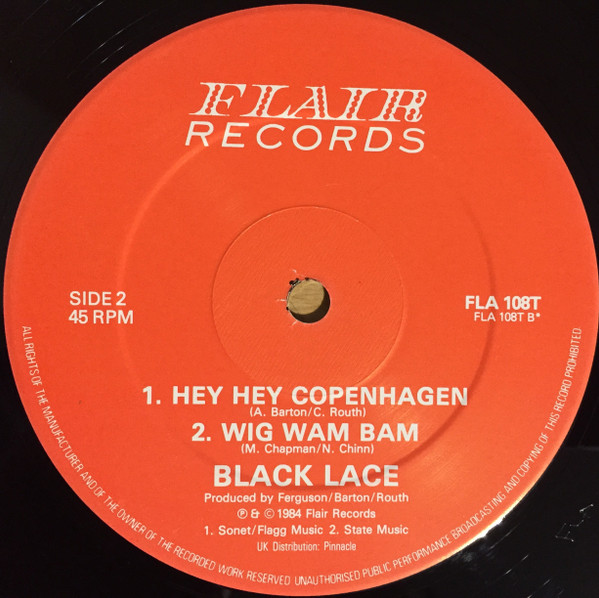 FLAIR
RECORDS
SIDE 2
45 RPM
FLA 108T
FLA 108T B*
1. HEY HEY COPENHAGEN
(A. Barton/C. Routh)
2. WIG WAM BAM
(M. Chapman/N. Chinn)
BLACK LACE
Produced by Ferguson/Barton/Routh
℗ & © 1984 Flair Records
1. Sonet/Flagg Music 2. State Music
UK Distribution: Pinnacle
ALL RIGHTS OF THE MANUFACTURER AND OF THE OWNER OF THE RECORDED WORK RESERVED UNAUTHORISED PUBLIC PERFORMANCE BROADCASTING AND COPYING OF THIS RECORD PROHIBITED